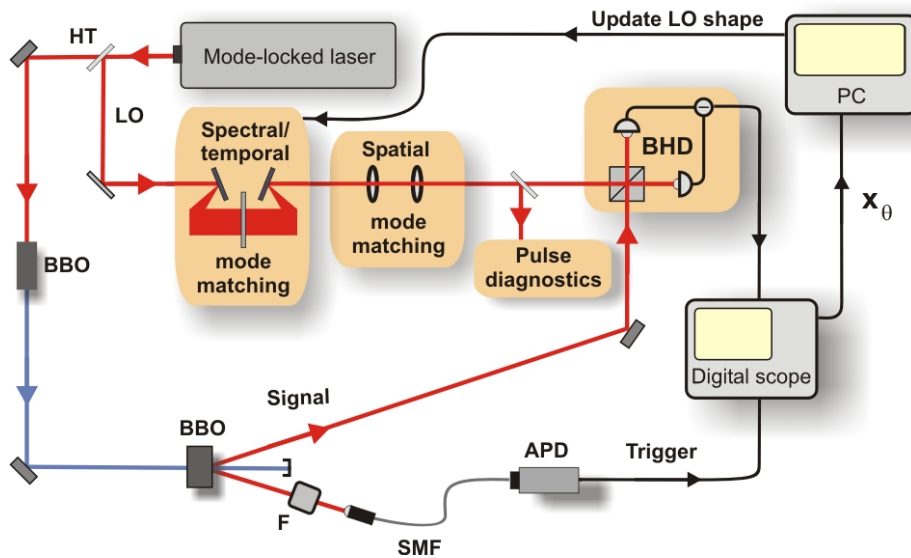 Update LO shape
HT
Mode-locked laser
PC
LO
Spectral/
temporal
Spatial
BHD
x θ
mode
matching
mode
matching
Pulse
diagnostics
BBO
Digital scope
Signal
BBO
APD
Trigger
F
SMF